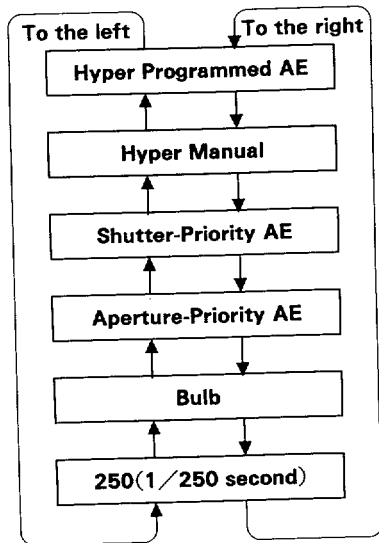 To the left
To the right
Hyper Programmed AE
Hyper Manual
Shutter-Priority AE
Aperture-Priority AE
Bulb
250(1/250 second)